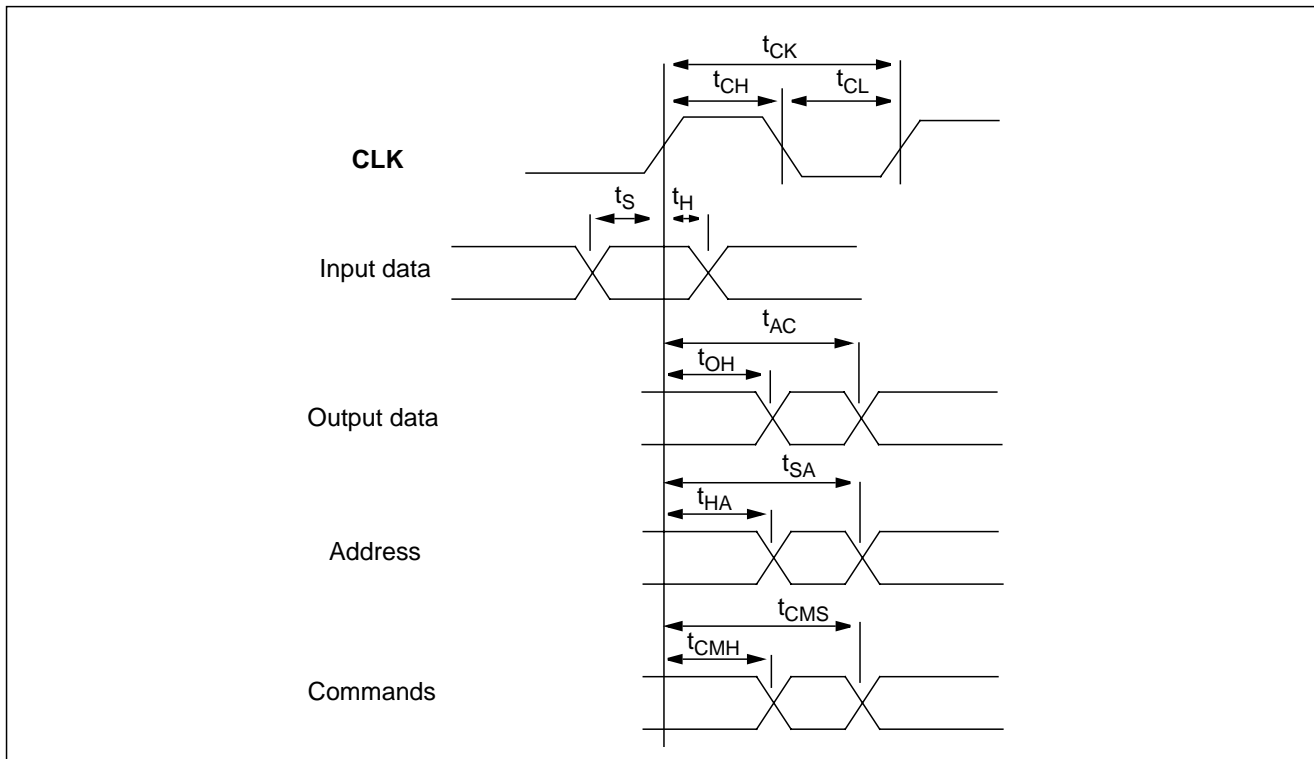 tCK
tCH
tCL
CLK
tS
tH
Input data
tAC
tOH
Output data
tSA
tHA
Address
tCMS
tCMH
Commands